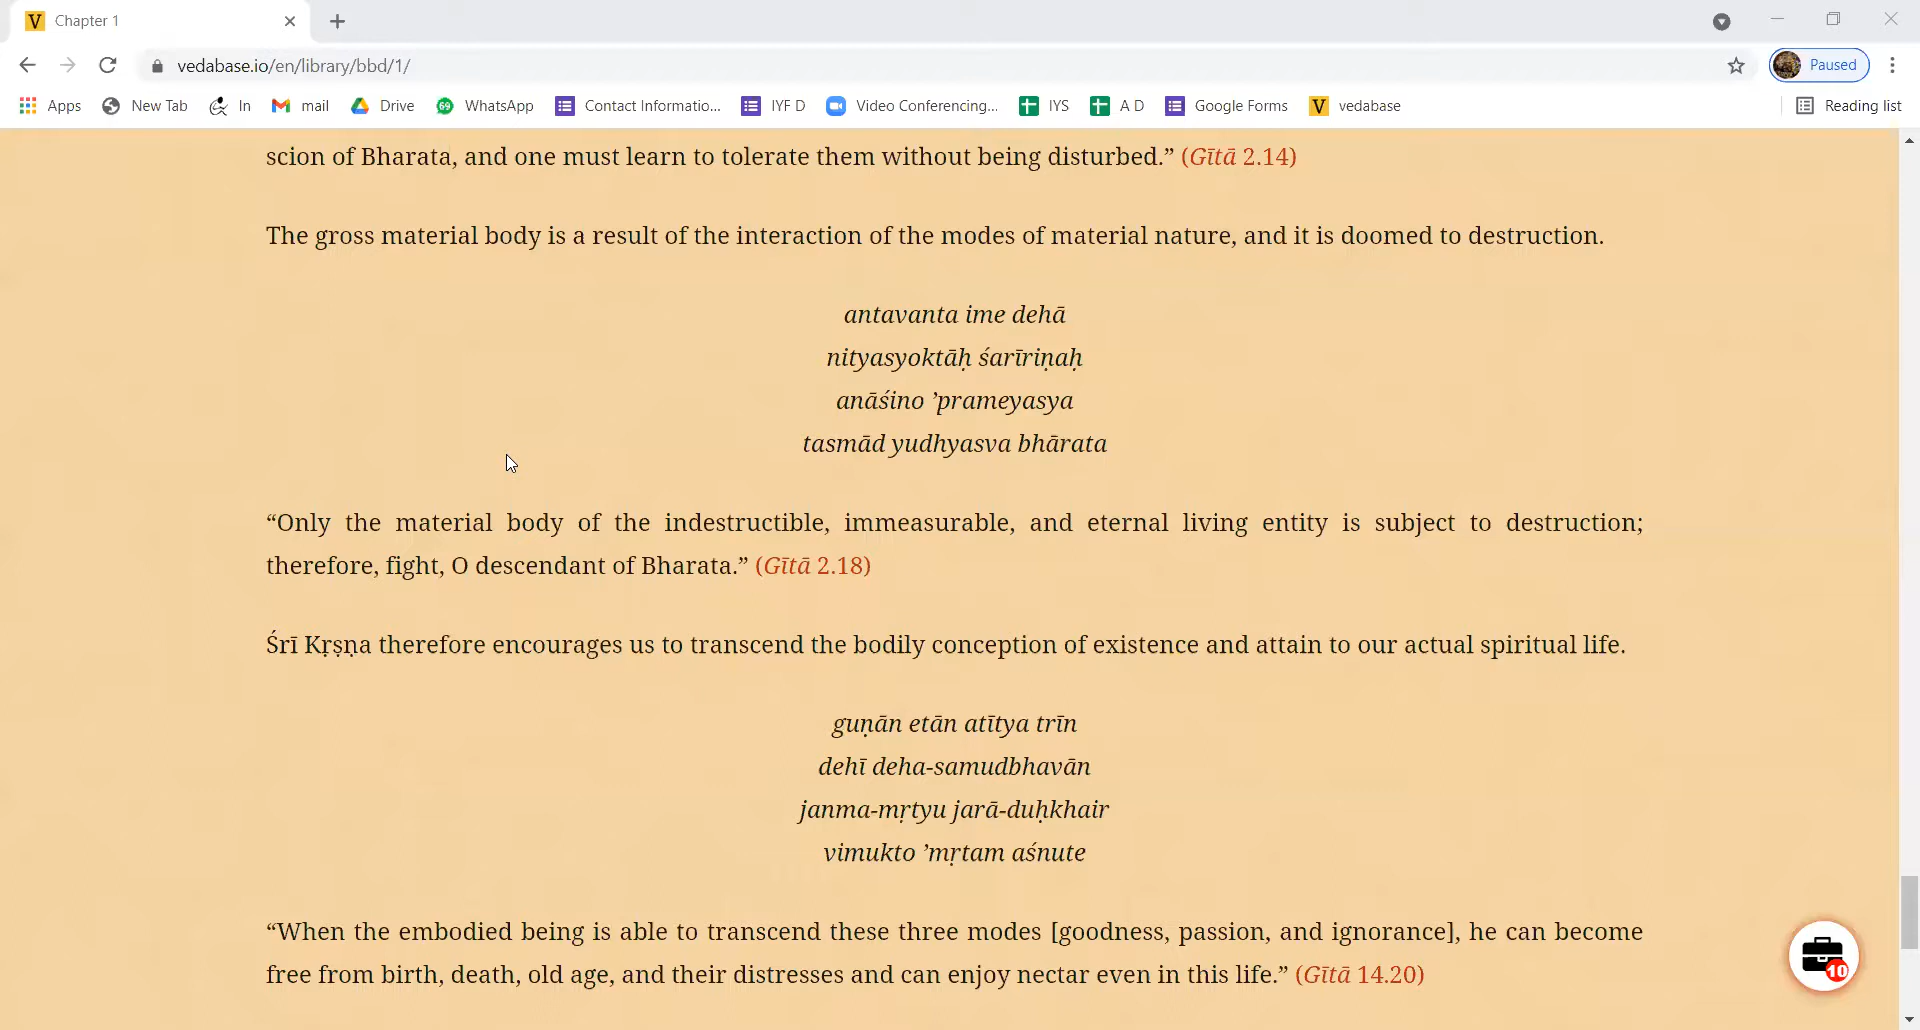 Chapter 1
vedabase.io/en/library/bbd/1/
Paused
Apps New Tab In mail Drive WhatsApp Contact Informatio... IYF D Video Conferencing... IYS A D Google Forms vedabase Reading list
scion of Bharata, and one must learn to tolerate them without being disturbed.” (Gītā 2.14)
The gross material body is a result of the interaction of the modes of material nature, and it is doomed to destruction.
antavanta ime dehā
nityasyoktāḥ śarīriṇaḥ
anāśino ’prameyasya
tasmād yudhyasva bhārata
“Only the material body of the indestructible, immeasurable, and eternal living entity is subject to destruction;
therefore, fight, O descendant of Bharata.” (Gītā 2.18)
Śrī Kṛṣṇa therefore encourages us to transcend the bodily conception of existence and attain to our actual spiritual life.
guṇān etān atītya trīn
dehī deha-samudbhavān
janma-mṛtyu jarā-duḥkhair
vimukto ’mṛtam aśnute
“When the embodied being is able to transcend these three modes [goodness, passion, and ignorance], he can become
free from birth, death, old age, and their distresses and can enjoy nectar even in this life.” (Gītā 14.20)
10